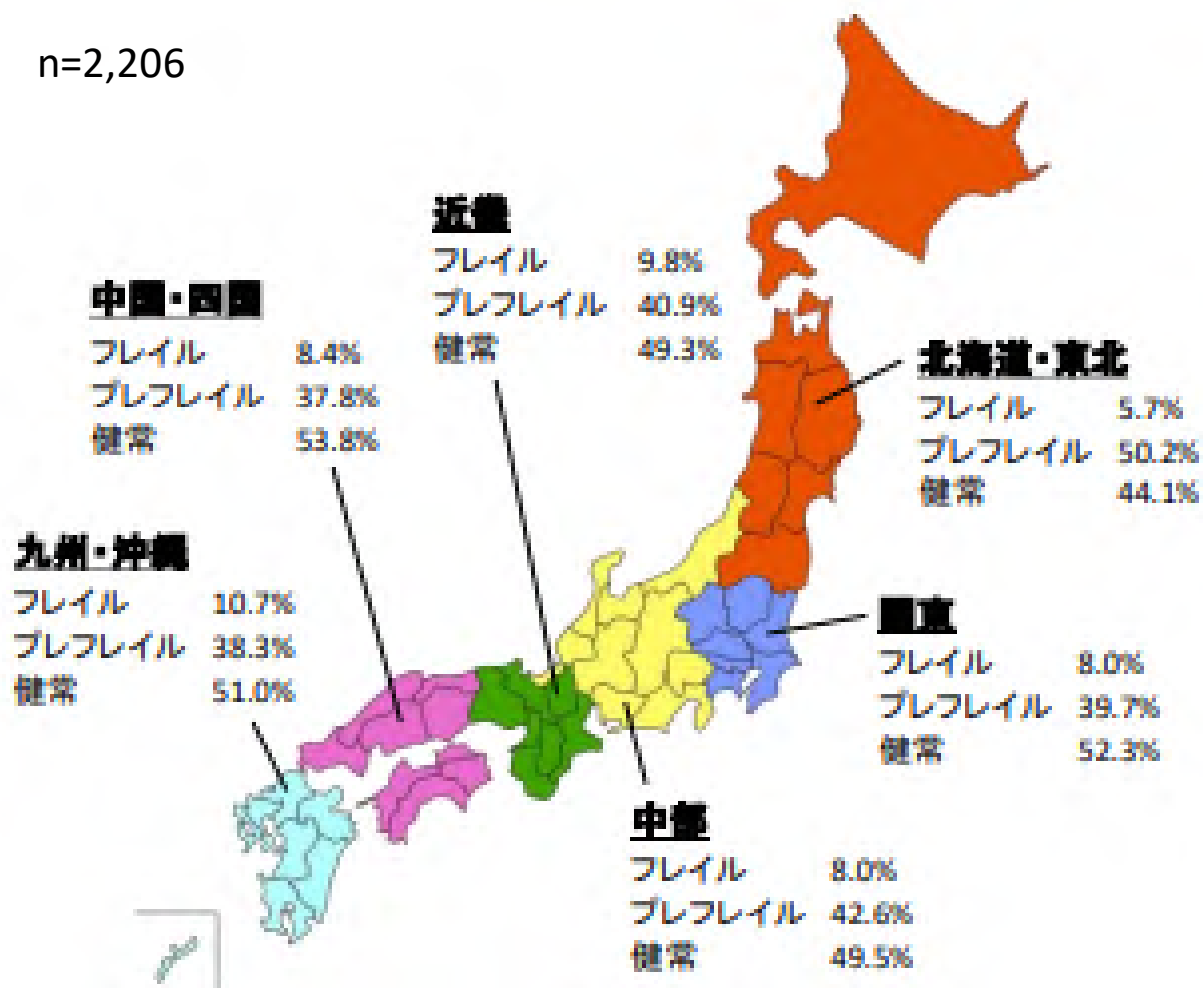 n=2,206
近畿
フレイル 9.8%
プレフレイル 40.9%
健常 49.3%
中国・四国
フレイル 8.4%
プレフレイル 37.8%
健常 53.8%
北海道・東北
フレイル 5.7%
プレフレイル 50.2%
健常 44.1%
九州・沖縄
フレイル 10.7%
プレフレイル 38.3%
健常 51.0%
関東
フレイル 8.0%
プレフレイル 39.7%
健常 52.3%
中部
フレイル 8.0%
プレフレイル 42.6%
健常 49.5%